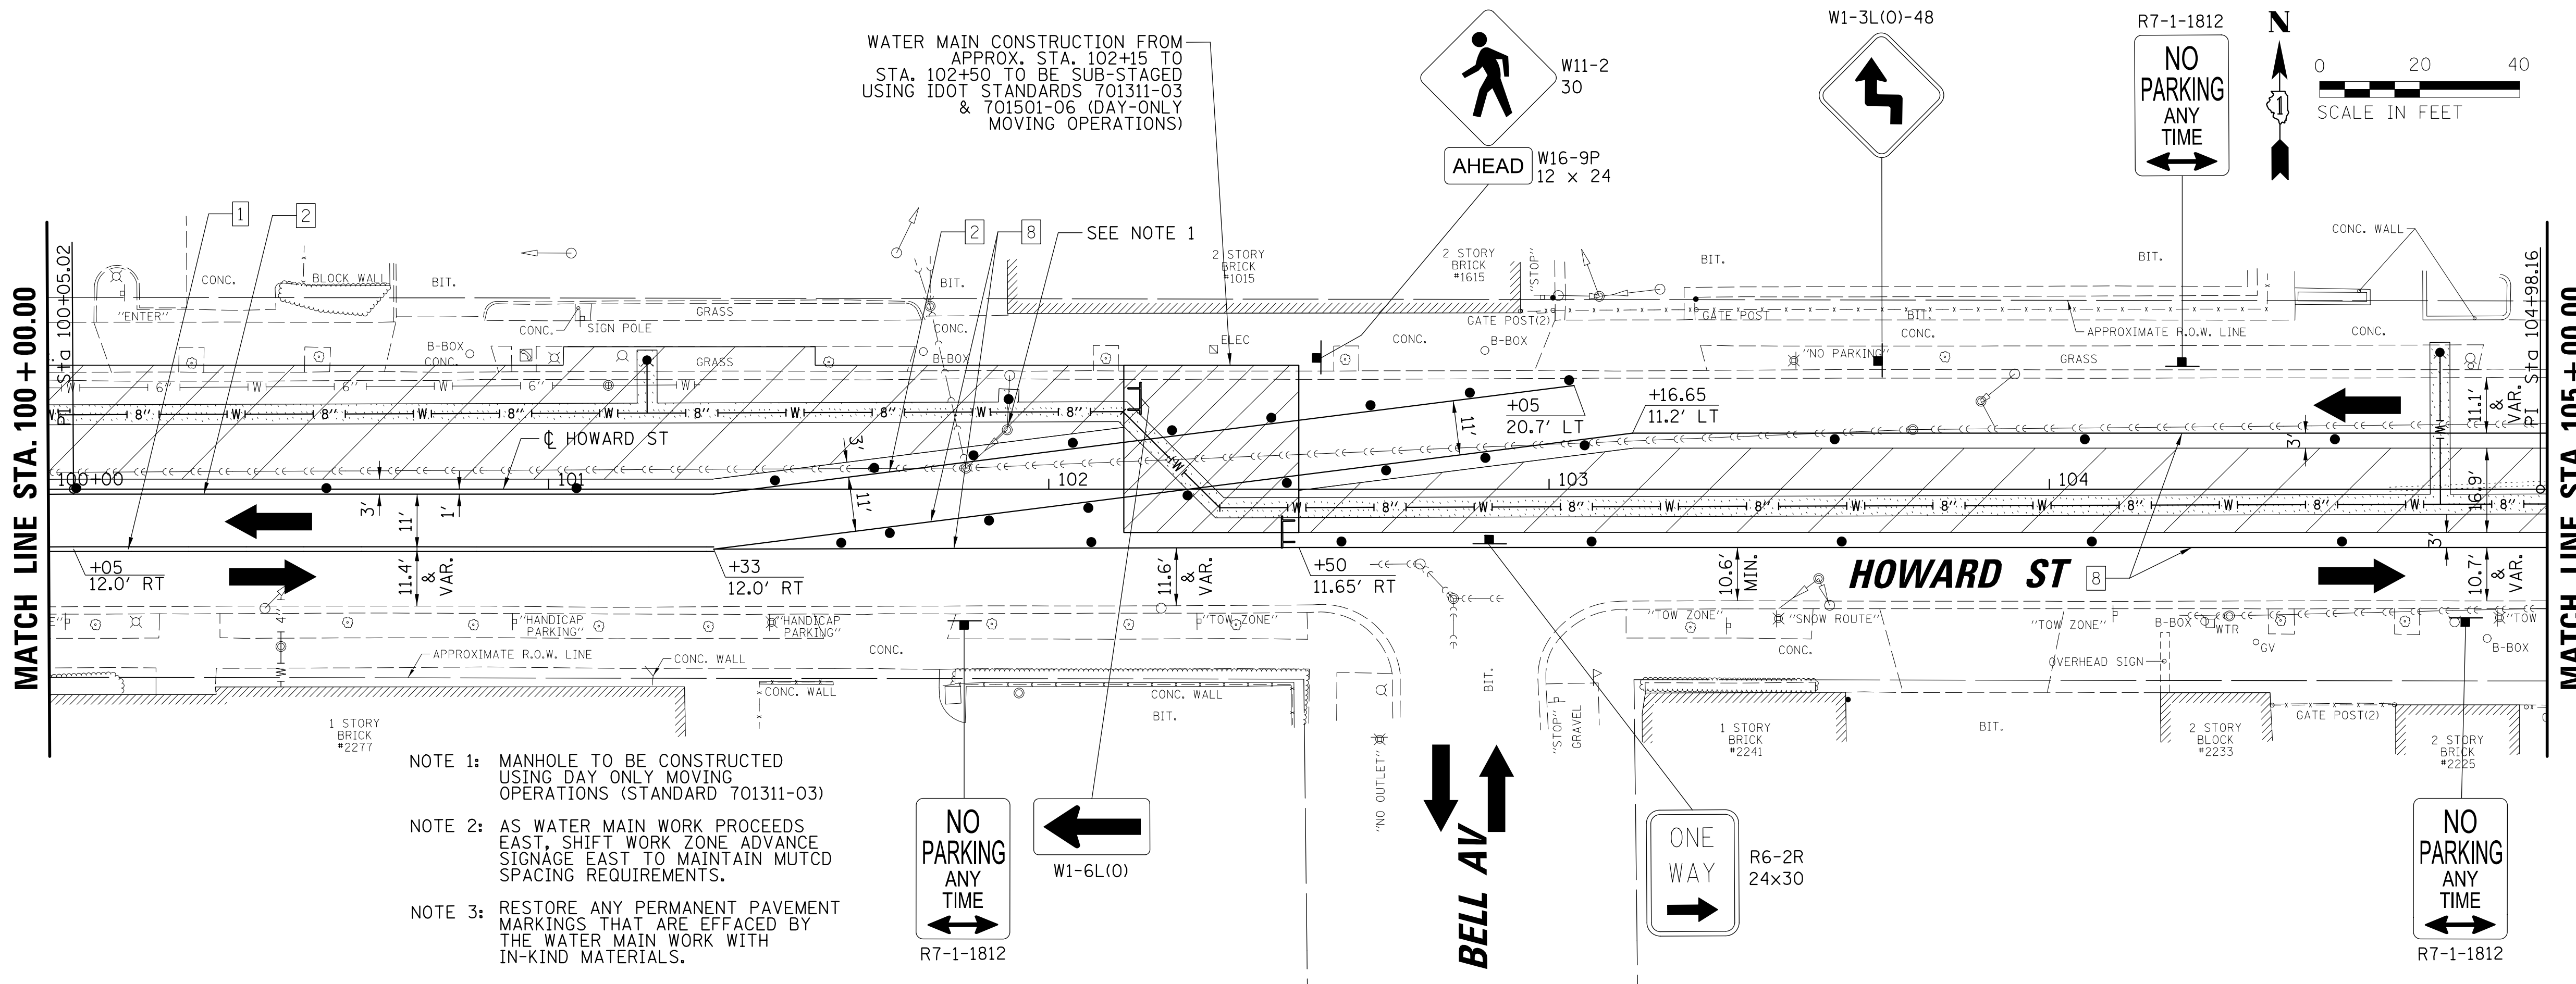 WATER MAIN CONSTRUCTION FROM
APPROX. STA. 102+15 TO
STA. 102+50 TO BE SUB-STAGED
USING IDOT STANDARDS 701311-03
& 701501-06 (DAY-ONLY
MOVING OPERATIONS)
W11-2
30
AHEAD
W16-9P
12 x 24
W1-3L(O)-48
R7-1-1812
NO
PARKING
ANY
TIME
N
1
0 20 40
SCALE IN FEET
MATCH LINE STA. 100+00.00
PI Sta 100+05.02
1
2
2
8
SEE NOTE 1
CONC.
BLOCK WALL
BIT.
"ENTER"
CONC.
SIGN POLE
GRASS
BIT.
CONC.
2 STORY
BRICK
#1015
2 STORY
BRICK
#1615
"STOP"
BIT.
BIT.
CONC. WALL
B-BOX
CONC.
GRASS
B-BOX
ELEC
CONC.
B-BOX
GATE POST(2)
GATE POST
BIT.
CONC.
APPROXIMATE R.O.W. LINE
CONC.
"NO PARKING"
GRASS
W 6" W 6" W 6" W
W 8" W 8" W 8" W 8" W 8" W 8"
℄ HOWARD ST
3'
11'
11'
+05
20.7' LT
+16.65
11.2' LT
3'
11.1'
&
VAR.
PI Sta 104+98.16
MATCH LINE STA. 105+00.00
100+00
101
102
103
104
W
W 8" W 8" W 8" W 8" W 8" W 8" W 8"
W
16.9'
3'
11'
1'
+05
12.0' RT
11.4'
&
VAR.
+33
12.0' RT
11.6'
&
VAR.
+50
11.65' RT
10.6'
MIN.
HOWARD ST
8
3'
10.7'
&
VAR.
4"
W
"HANDICAP
PARKING"
"HANDICAP
PARKING"
"TOW ZONE"
"TOW ZONE"
"SNOW ROUTE"
"TOW ZONE"
B-BOX
WTR
GV
"TOW
B-BOX
APPROXIMATE R.O.W. LINE
CONC. WALL
CONC.
CONC. WALL
CONC. WALL
BIT.
BIT.
CONC.
OVERHEAD SIGN
"STOP"
GRAVEL
"NO OUTLET"
1 STORY
BRICK
#2277
1 STORY
BRICK
#2241
BIT.
2 STORY
BLOCK
#2233
GATE POST(2)
2 STORY
BRICK
#2225
NOTE 1: MANHOLE TO BE CONSTRUCTED
USING DAY ONLY MOVING
OPERATIONS (STANDARD 701311-03)
NOTE 2: AS WATER MAIN WORK PROCEEDS
EAST, SHIFT WORK ZONE ADVANCE
SIGNAGE EAST TO MAINTAIN MUTCD
SPACING REQUIREMENTS.
NOTE 3: RESTORE ANY PERMANENT PAVEMENT
MARKINGS THAT ARE EFFACED BY
THE WATER MAIN WORK WITH
IN-KIND MATERIALS.
NO
PARKING
ANY
TIME
R7-1-1812
W1-6L(O)
BELL AV
ONE
WAY
R6-2R
24x30
NO
PARKING
ANY
TIME
R7-1-1812